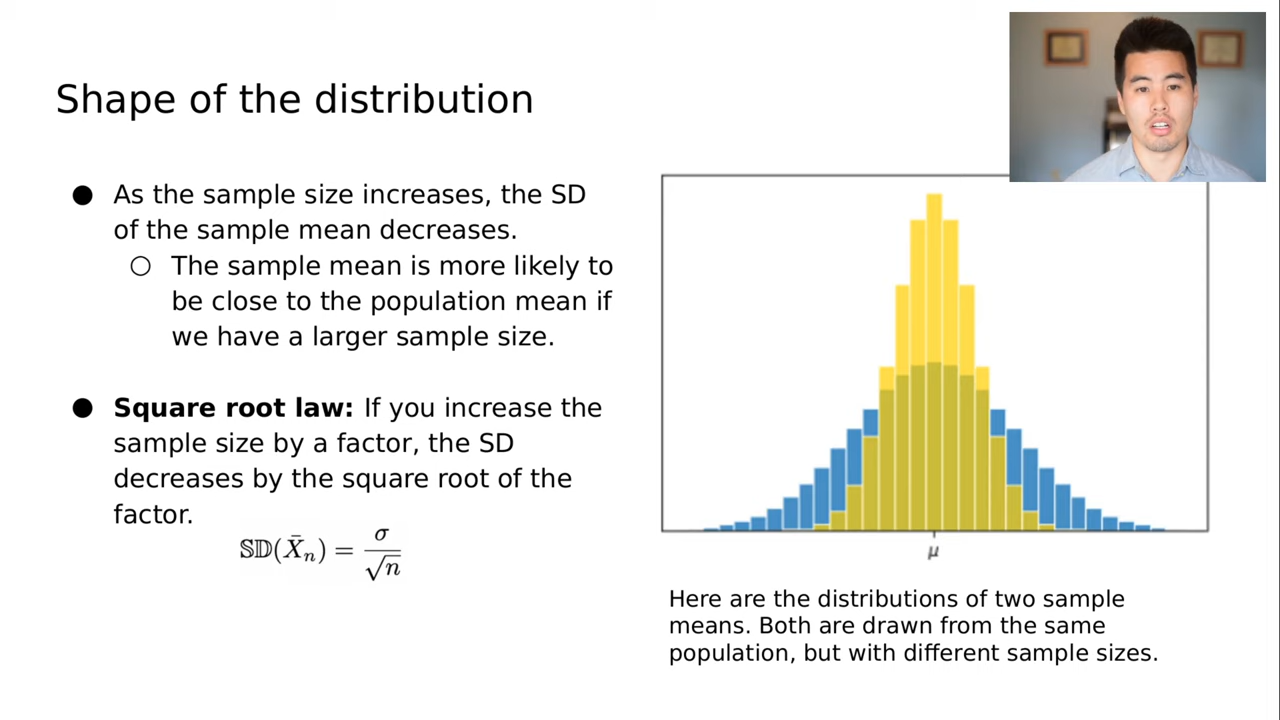 Shape of the distribution
● As the sample size increases, the SD
of the sample mean decreases.
○ The sample mean is more likely to
be close to the population mean if
we have a larger sample size.
● Square root law: If you increase the
sample size by a factor, the SD
decreases by the square root of the
factor.
𝕊𝔻(X̄ₙ) = σ/√n
μ
Here are the distributions of two sample
means. Both are drawn from the same
population, but with different sample sizes.